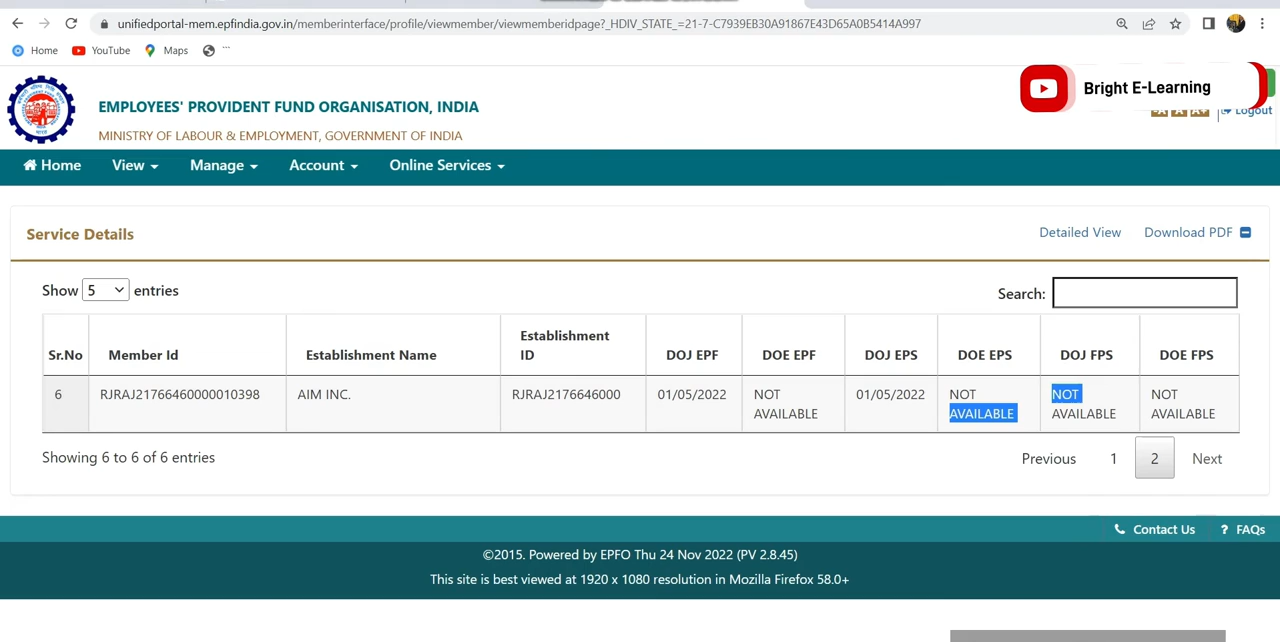 unifiedportal-mem.epfindia.gov.in/memberinterface/profile/viewmember/viewmemberidpage?_HDIV_STATE_=21-7-C7939EB30A91867E43D65A0B5414A997
Home YouTube Maps
Bright E-Learning
EMPLOYEES' PROVIDENT FUND ORGANISATION, INDIA
MINISTRY OF LABOUR & EMPLOYMENT, GOVERNMENT OF INDIA
-A A A+ Logout
Home View Manage Account Online Services
Service Details Detailed View Download PDF
Show 5 entries Search:
Sr.No Member Id Establishment Name Establishment ID DOJ EPF DOE EPF DOJ EPS DOE EPS DOJ FPS DOE FPS
6 RJRAJ21766460000010398 AIM INC. RJRAJ2176646000 01/05/2022 NOT AVAILABLE 01/05/2022 NOT AVAILABLE NOT AVAILABLE NOT AVAILABLE
Showing 6 to 6 of 6 entries Previous 1 2 Next
Contact Us ? FAQs
©2015. Powered by EPFO Thu 24 Nov 2022 (PV 2.8.45)
This site is best viewed at 1920 x 1080 resolution in Mozilla Firefox 58.0+